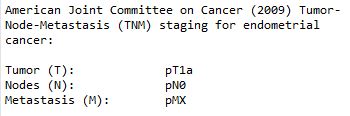 American Joint Committee on Cancer (2009) Tumor-
Node-Metastasis (TNM) staging for endometrial
cancer:
Tumor (T): pT1a
Nodes (N): pN0
Metastasis (M): pMX